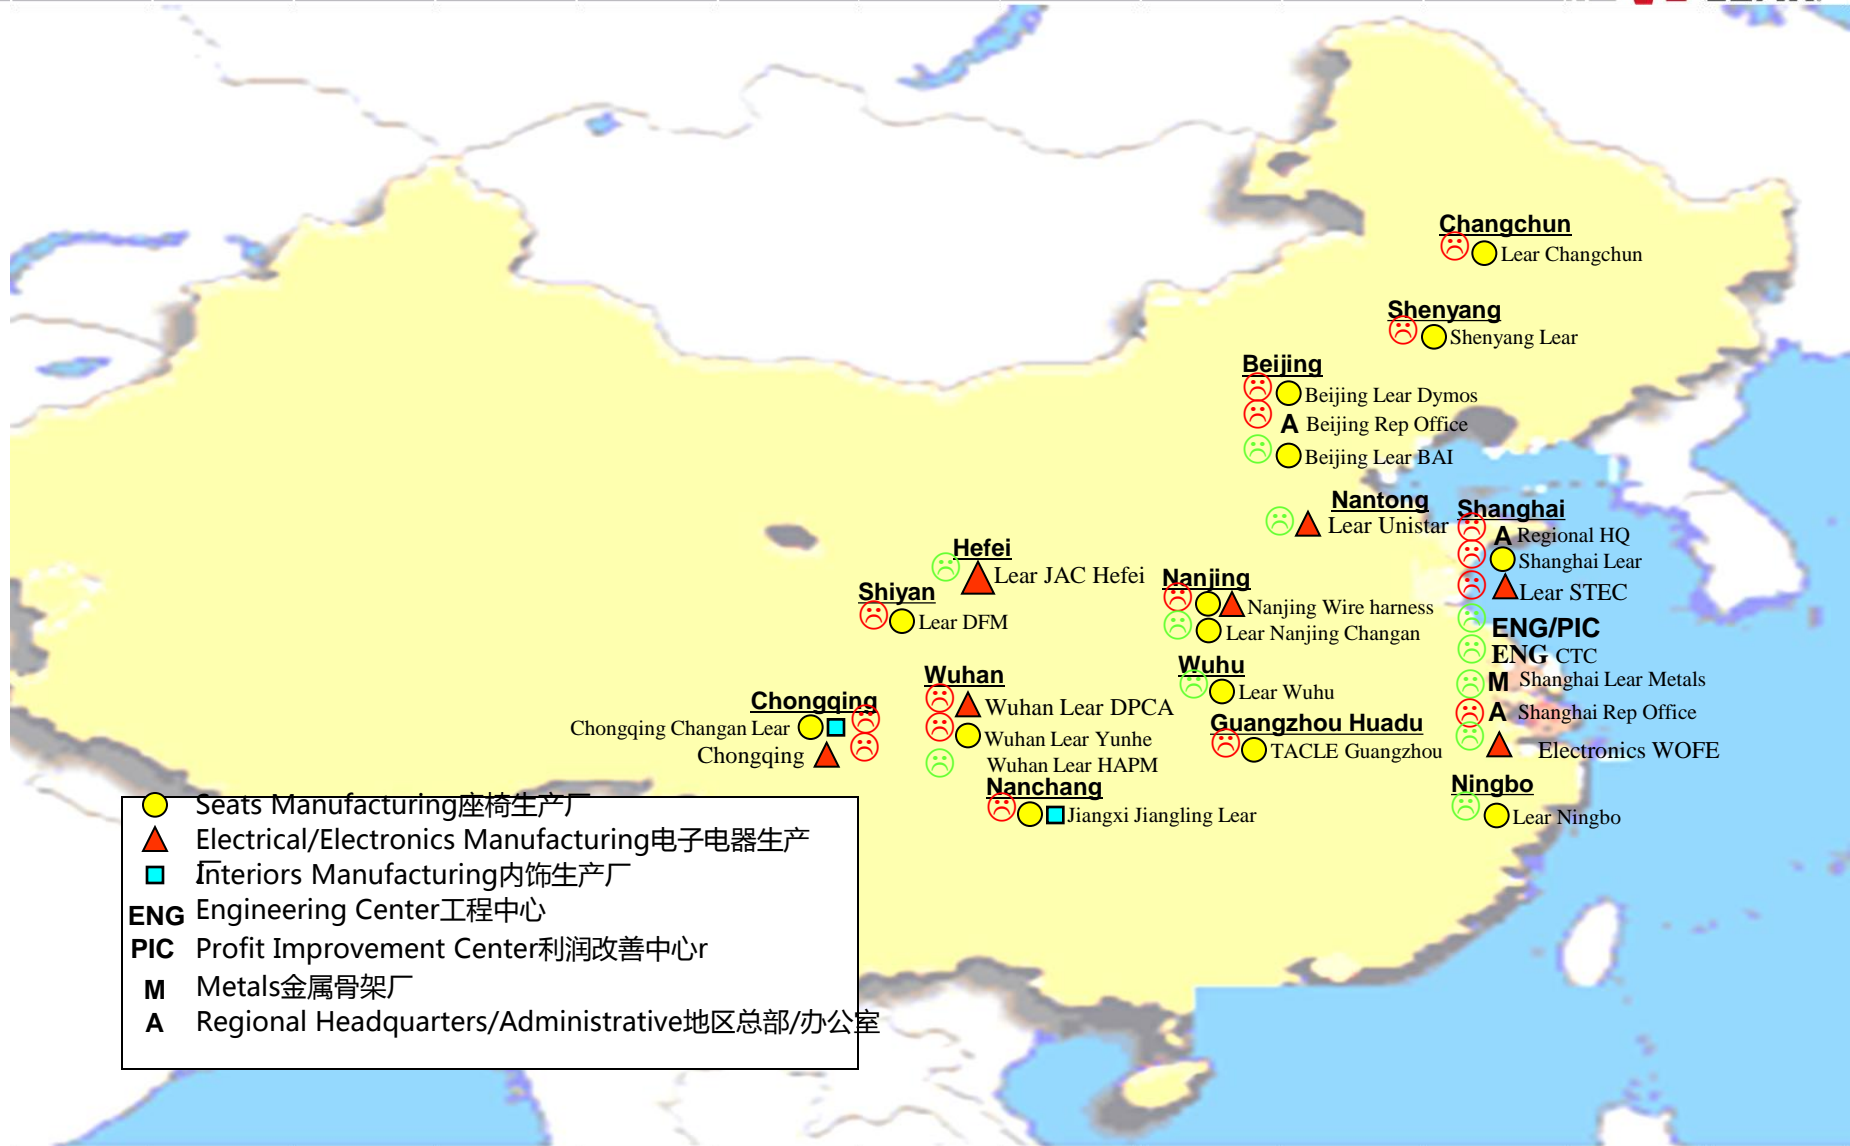 Changchun
Lear Changchun
Shenyang
Shenyang Lear
Beijing
Beijing Lear Dymos
A Beijing Rep Office
Beijing Lear BAI
Nantong
Lear Unistar
Shanghai
A Regional HQ
Shanghai Lear
Lear STEC
ENG/PIC
ENG CTC
M Shanghai Lear Metals
A Shanghai Rep Office
Electronics WOFE
Hefei
Lear JAC Hefei
Shiyan
Lear DFM
Nanjing
Nanjing Wire harness
Lear Nanjing Changan
Wuhu
Lear Wuhu
Wuhan
Wuhan Lear DPCA
Wuhan Lear Yunhe
Wuhan Lear HAPM
Chongqing
Chongqing Changan Lear
Chongqing
Guangzhou Huadu
TACLE Guangzhou
Nanchang
Jiangxi Jiangling Lear
Ningbo
Lear Ningbo
Seats Manufacturing座椅生产厂
Electrical/Electronics Manufacturing电子电器生产
厂
Interiors Manufacturing内饰生产厂
ENG Engineering Center工程中心
PIC Profit Improvement Center利润改善中心r
M Metals金属骨架厂
A Regional Headquarters/Administrative地区总部/办公室